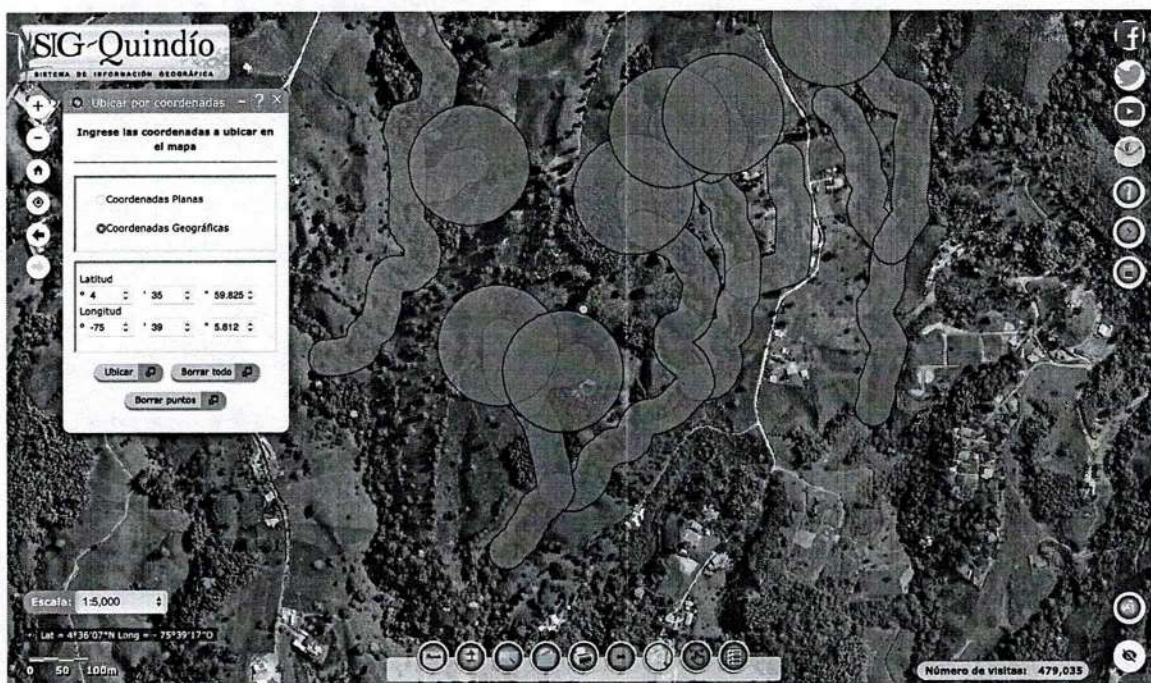 SIG-Quindío
SISTEMA DE INFORMACIÓN GEOGRÁFICA
Ubicar por coordenadas – ? ×
Ingrese las coordenadas a ubicar en
el mapa
Coordenadas Planas
Coordenadas Geográficas
Latitud
° 4 ' 35 " 59.825
Longitud
° -75 ' 39 " 5.612
Ubicar Borrar todo
Borrar puntos
Escala: 1:5,000
Lat = 4°36'07"N Long = - 75°39'17"O
0 50 100m
Número de visitas: 479,035